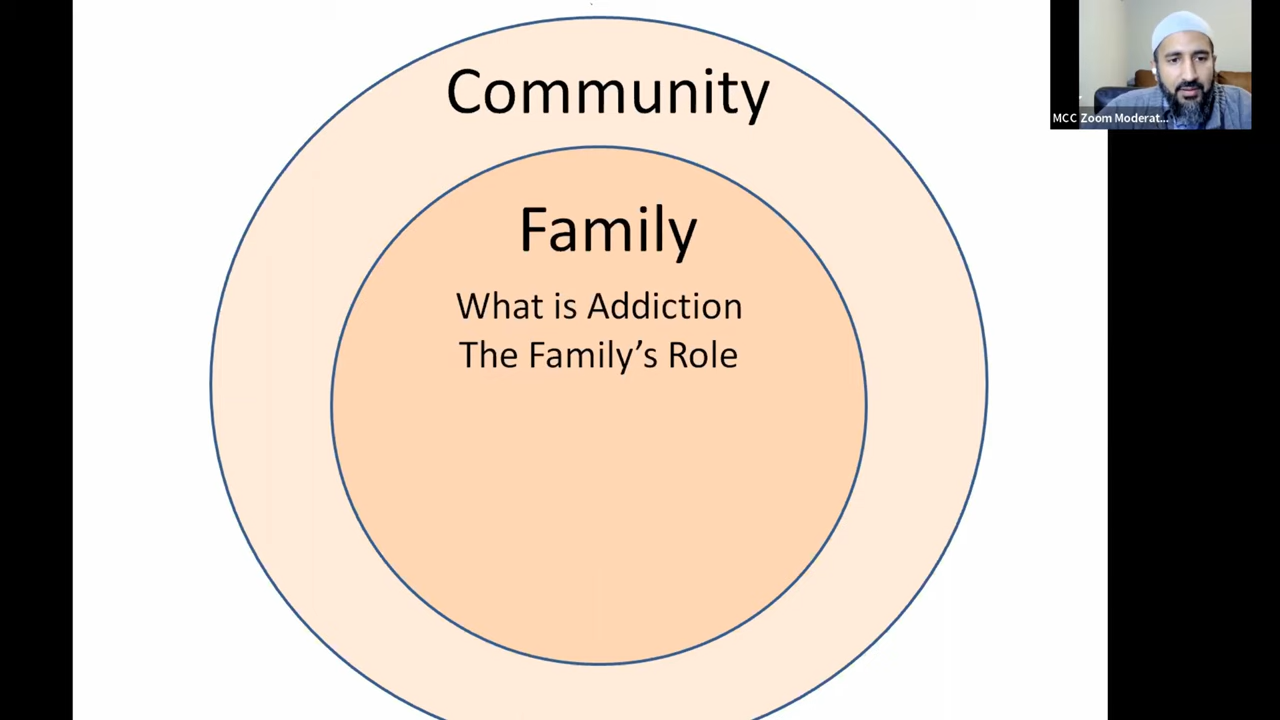 Community
Family
What is Addiction
The Family’s Role
MCC Zoom Moderat...